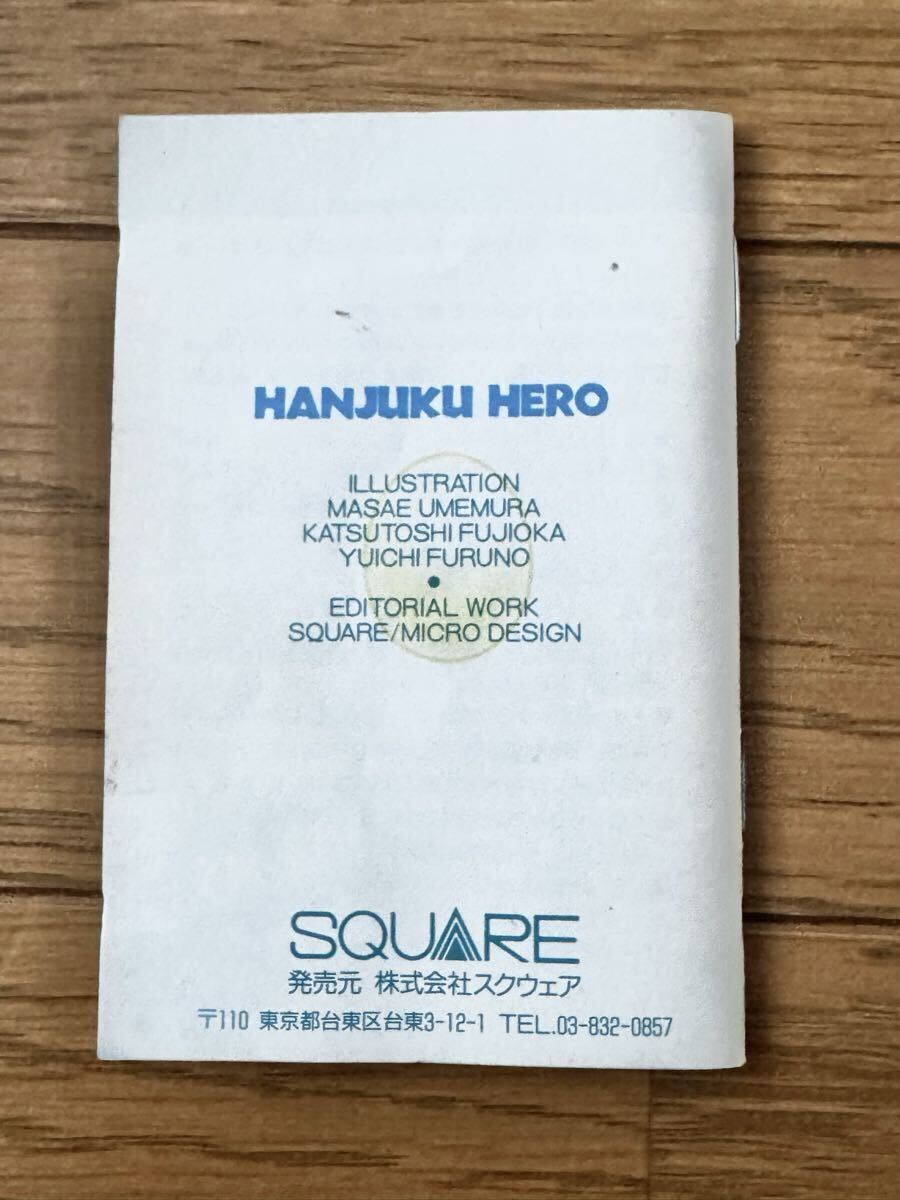 HANJUKU HERO
ILLUSTRATION
MASAE UMEMURA
KATSUTOSHI FUJIOKA
YUICHI FURUNO
●
EDITORIAL WORK
SQUARE/MICRO DESIGN
SQUARE
発売元 株式会社スクウェア
〒110 東京都台東区台東3-12-1 TEL.03-832-0857